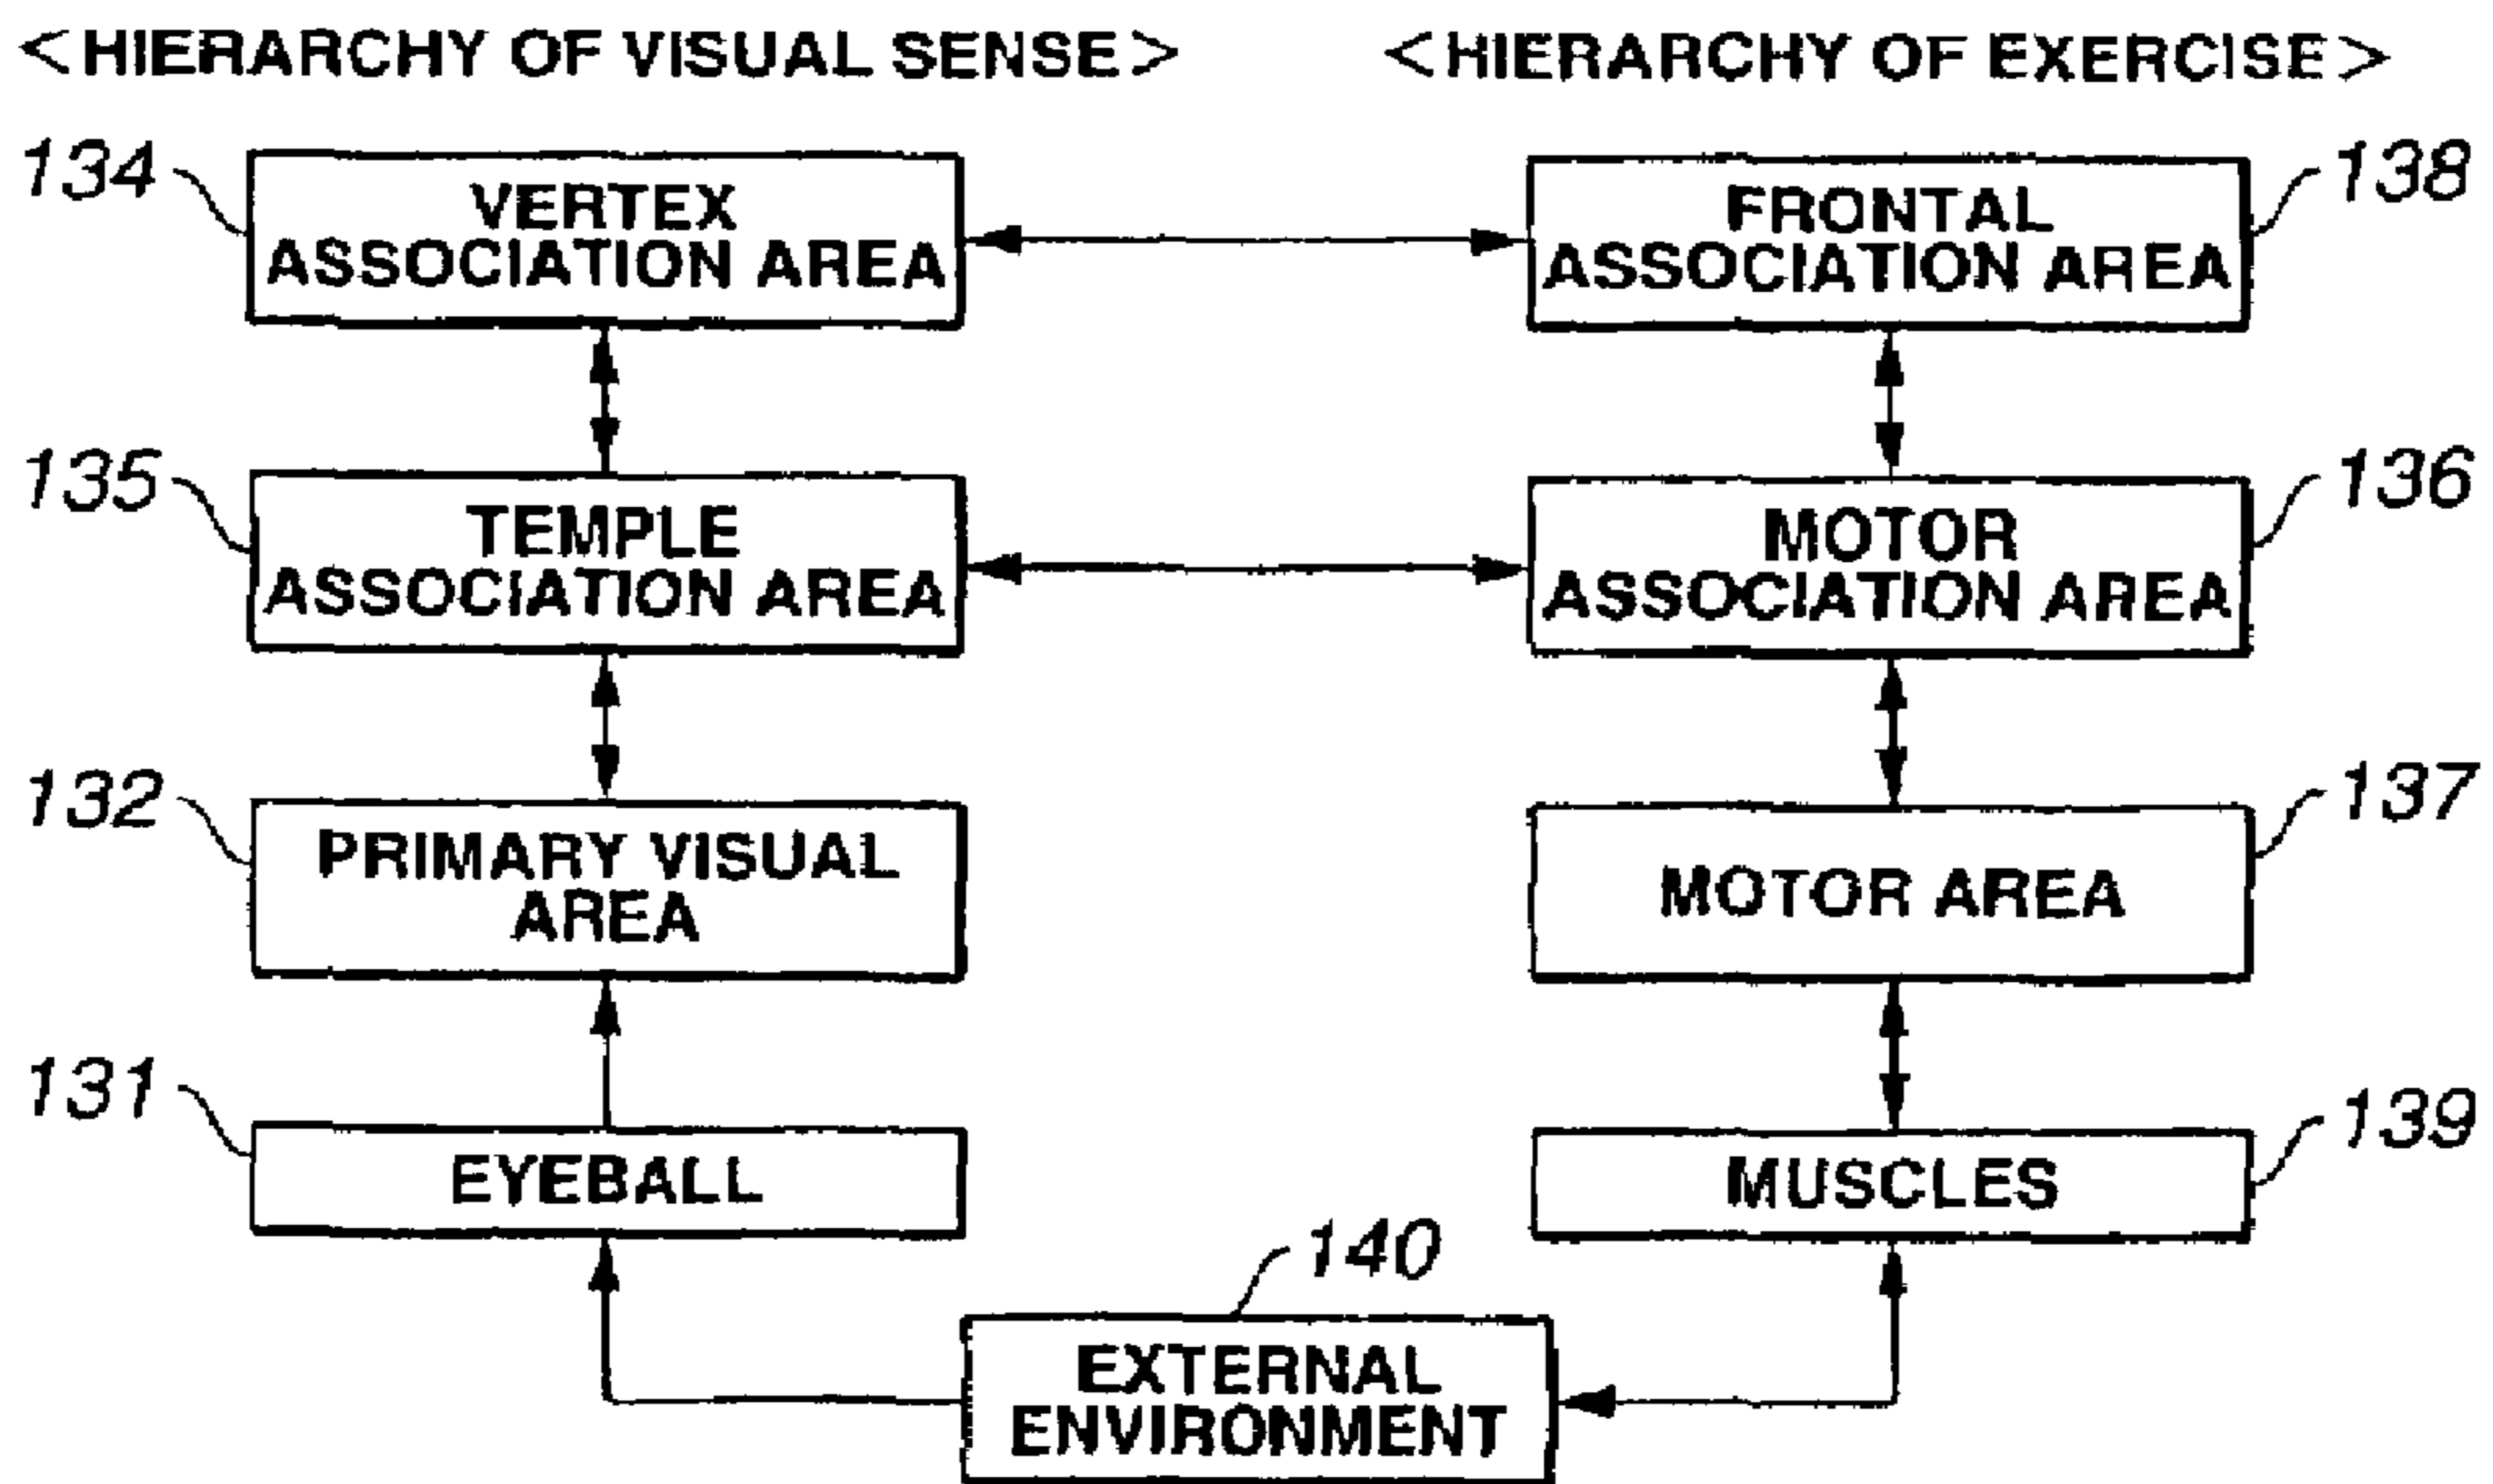 <HIERARCHY OF VISUAL SENSE>
<HIERARCHY OF EXERCISE>
134
VERTEX
ASSOCIATION AREA
FRONTAL
ASSOCIATION AREA
138
135
TEMPLE
ASSOCIATION AREA
MOTOR
ASSOCIATION AREA
136
132
PRIMARY VISUAL
AREA
MOTOR AREA
137
131
EYEBALL
MUSCLES
139
140
EXTERNAL
ENVIRONMENT